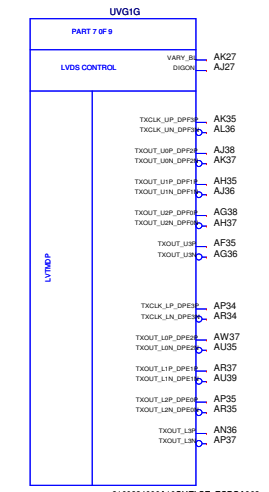 UVG1G
PART 7 0F 9
LVDS CONTROL
VARY_BL AK27
DIGON AJ27
LVTMDP
TXCLK_UP_DPF3P AK35
TXCLK_UN_DPF3N AL36
TXOUT_U0P_DPF2P AJ38
TXOUT_U0N_DPF2N AK37
TXOUT_U1P_DPF1P AH35
TXOUT_U1N_DPF1N AJ36
TXOUT_U2P_DPF0P AG38
TXOUT_U2N_DPF0N AH37
TXOUT_U3P AF35
TXOUT_U3N AG36
TXCLK_LP_DPE3P AP34
TXCLK_LN_DPE3N AR34
TXOUT_L0P_DPE2P AW37
TXOUT_L0N_DPE2N AU35
TXOUT_L1P_DPE1P AR37
TXOUT_L1N_DPE1N AU39
TXOUT_L2P_DPE0P AP35
TXOUT_L2N_DPE0N AR35
TXOUT_L3P AN36
TXOUT_L3N AP37